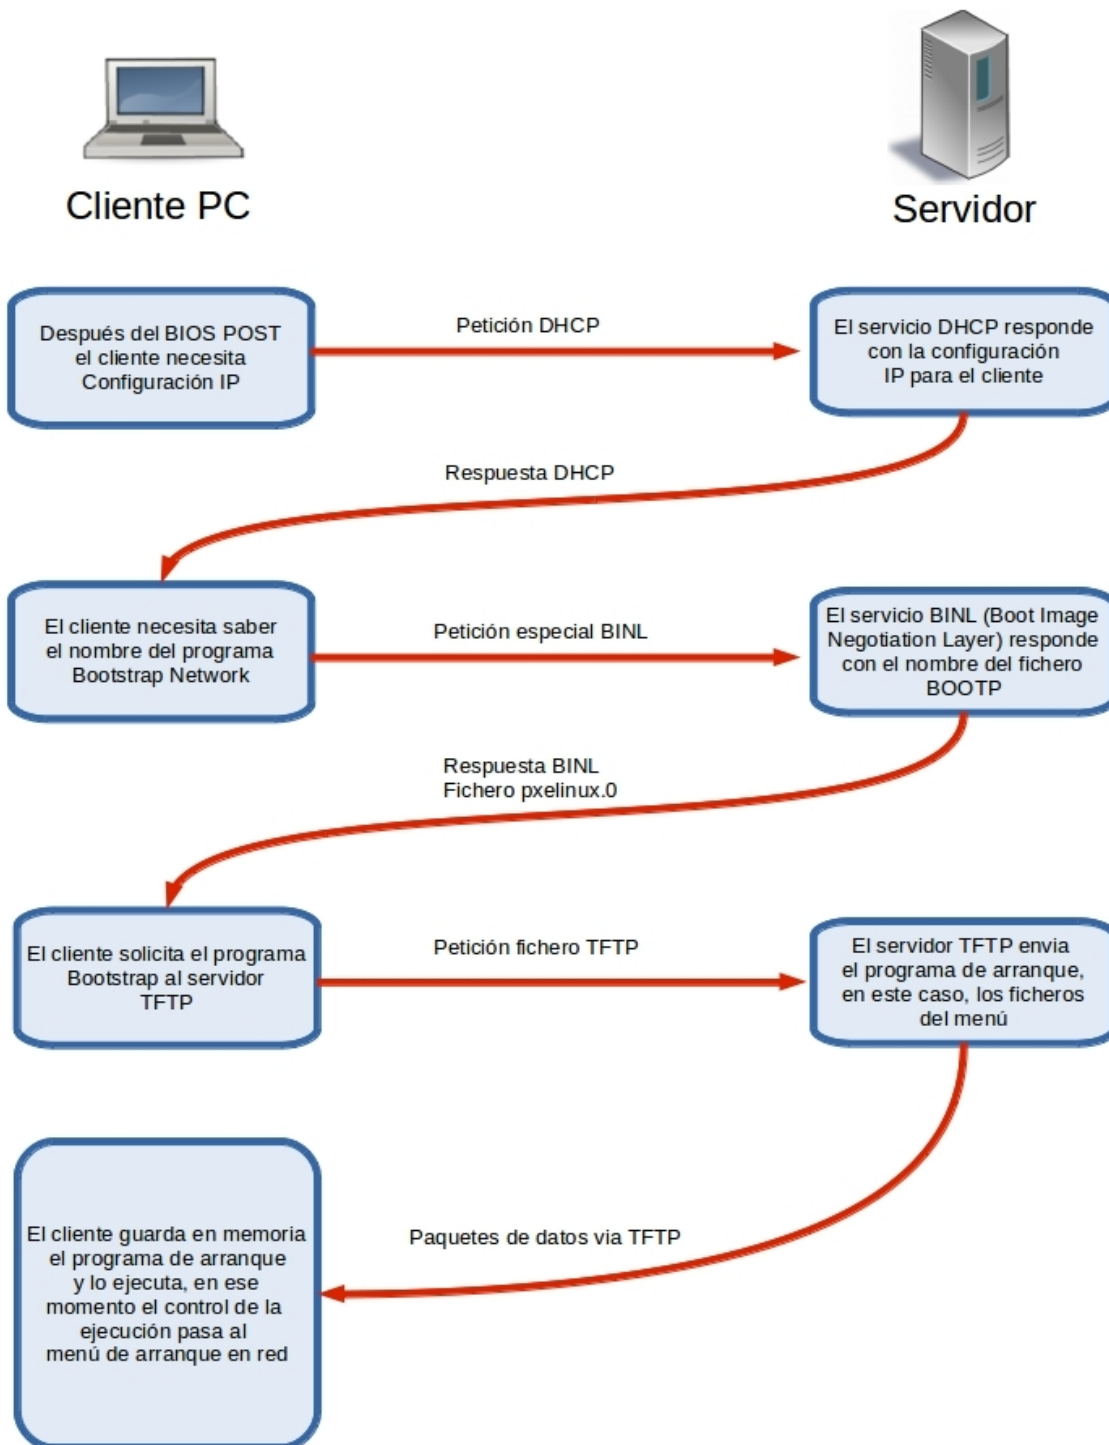 Cliente PC
Servidor
Después del BIOS POST
el cliente necesita
Configuración IP
Petición DHCP
El servicio DHCP responde
con la configuración
IP para el cliente
Respuesta DHCP
El cliente necesita saber
el nombre del programa
Bootstrap Network
Petición especial BINL
El servicio BINL (Boot Image
Negotiation Layer) responde
con el nombre del fichero
BOOTP
Respuesta BINL
Fichero pxelinux.0
El cliente solicita el programa
Bootstrap al servidor
TFTP
Petición fichero TFTP
El servidor TFTP envia
el programa de arranque,
en este caso, los ficheros
del menú
Paquetes de datos via TFTP
El cliente guarda en memoria
el programa de arranque
y lo ejecuta, en ese
momento el control de la
ejecución pasa al
menú de arranque en red